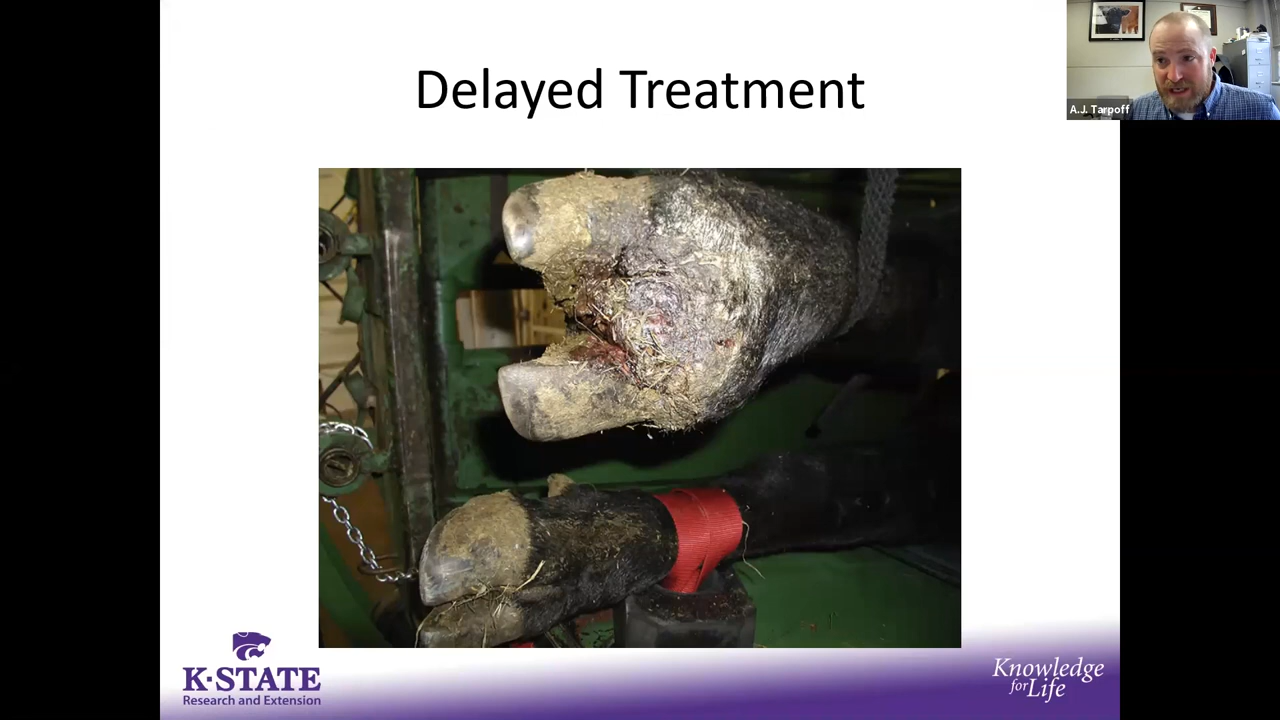 Delayed Treatment
A.J. Tarpoff
K-STATE
Research and Extension
Knowledge
for Life